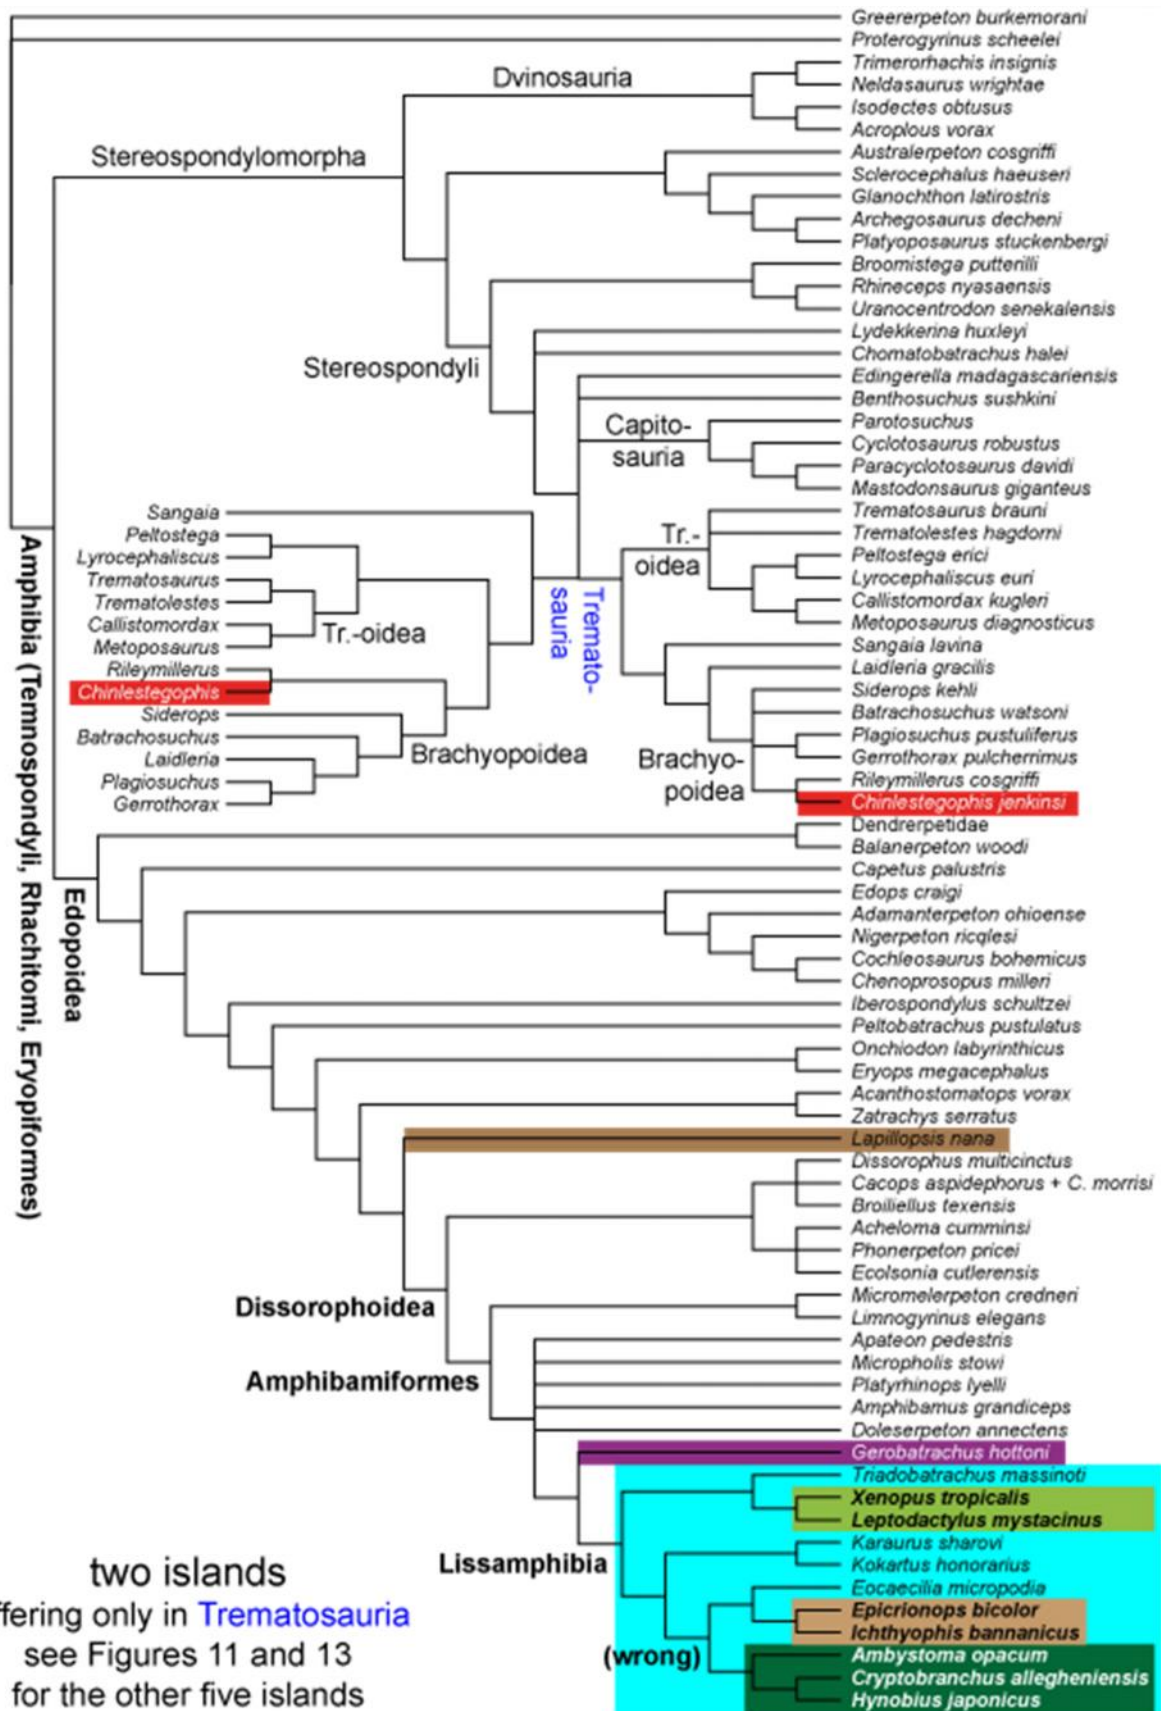 Greererpeton burkemorani
Proterogyrinus scheelei
Trimerorhachis insignis
Dvinosauria
Neldasaurus wrightae
Isodectes obtusus
Acroplous vorax
Stereospondylomorpha
Australerpeton cosgriffi
Sclerocephalus haeuseri
Glanochthon latirostris
Archegosaurus decheni
Platyoposaurus stuckenbergi
Broomistega putterilli
Rhineceps nyasaensis
Uranocentrodon senekalensis
Lydekkerina huxleyi
Chomatobatrachus halei
Stereospondyli
Edingerella madagascariensis
Benthosuchus sushkini
Capito-
sauria
Parotosuchus
Cyclotosaurus robustus
Paracyclotosaurus davidi
Mastodonsaurus giganteus
Tr.-
oidea
Trematosaurus brauni
Trematolestes hagdorni
Peltostega erici
Lyrocephaliscus euri
Callistomordax kugleri
Metoposaurus diagnosticus
Sangaia lavina
Laidleria gracilis
Siderops kehli
Batrachosuchus watsoni
Plagiosuchus pustuliferus
Gerrothorax pulcherrimus
Brachyo-
poidea
Rileymillerus cosgriffi
Chinlestegophis jenkinsi
Tremato-
sauria
Sangaia
Peltostega
Lyrocephaliscus
Trematosaurus
Trematolestes
Callistomordax
Tr.-oidea
Metoposaurus
Rileymillerus
Chinlestegophis
Siderops
Batrachosuchus
Brachyopoidea
Laidleria
Plagiosuchus
Gerrothorax
Amphibia (Temnospondyli, Rhachitomi, Eryopiformes)
Edopoidea
Dendrerpetidae
Balanerpeton woodi
Capetus palustris
Edops craigi
Adamanterpeton ohioense
Nigerpeton ricqlesi
Cochleosaurus bohemicus
Chenoprosopus milleri
Iberospondylus schultzei
Peltobatrachus pustulatus
Onchiodon labyrinthicus
Eryops megacephalus
Acanthostomatops vorax
Zatrachys serratus
Lapillopsis nana
Dissorophus multicinctus
Cacops aspidephorus + C. morrisi
Broiliellus texensis
Acheloma cumminsi
Phonerpeton pricei
Ecolsonia cutlerensis
Dissorophoidea
Micromelerpeton credneri
Limnogyrinus elegans
Apateon pedestris
Micropholis stowi
Amphibamiformes
Platyrhinops lyelli
Amphibamus grandiceps
Doleserpeton annectens
Gerobatrachus hottoni
Triadobatrachus massinoti
Xenopus tropicalis
Leptodactylus mystacinus
Karaurus sharovi
Lissamphibia
Kokartus honorarius
Eocaecilia micropodia
Epicrionops bicolor
Ichthyophis bannanicus
(wrong)
Ambystoma opacum
Cryptobranchus allegheniensis
Hynobius japonicus
two islands
ffering only in Trematosauria
see Figures 11 and 13
for the other five islands